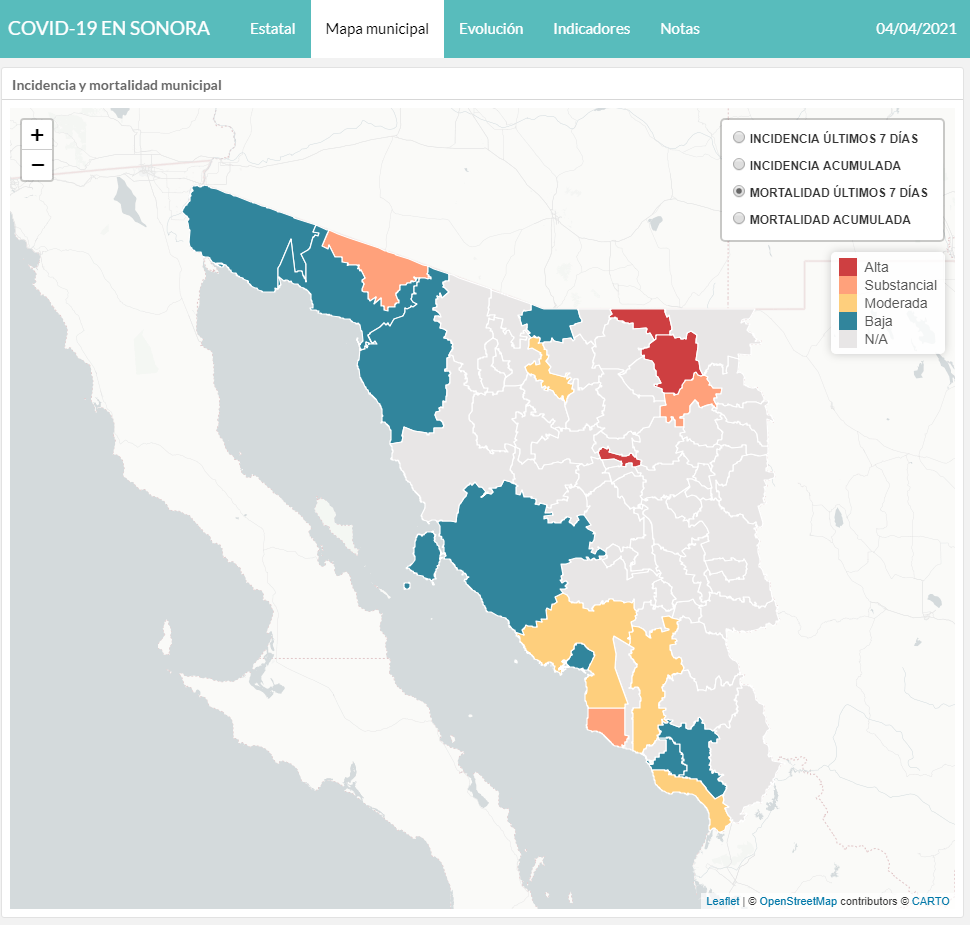 COVID-19 EN SONORA Estatal Mapa municipal Evolución Indicadores Notas 04/04/2021
Incidencia y mortalidad municipal
+
−
INCIDENCIA ÚLTIMOS 7 DÍAS
INCIDENCIA ACUMULADA
MORTALIDAD ÚLTIMOS 7 DÍAS
MORTALIDAD ACUMULADA
Alta
Substancial
Moderada
Baja
N/A
Leaflet | © OpenStreetMap contributors © CARTO